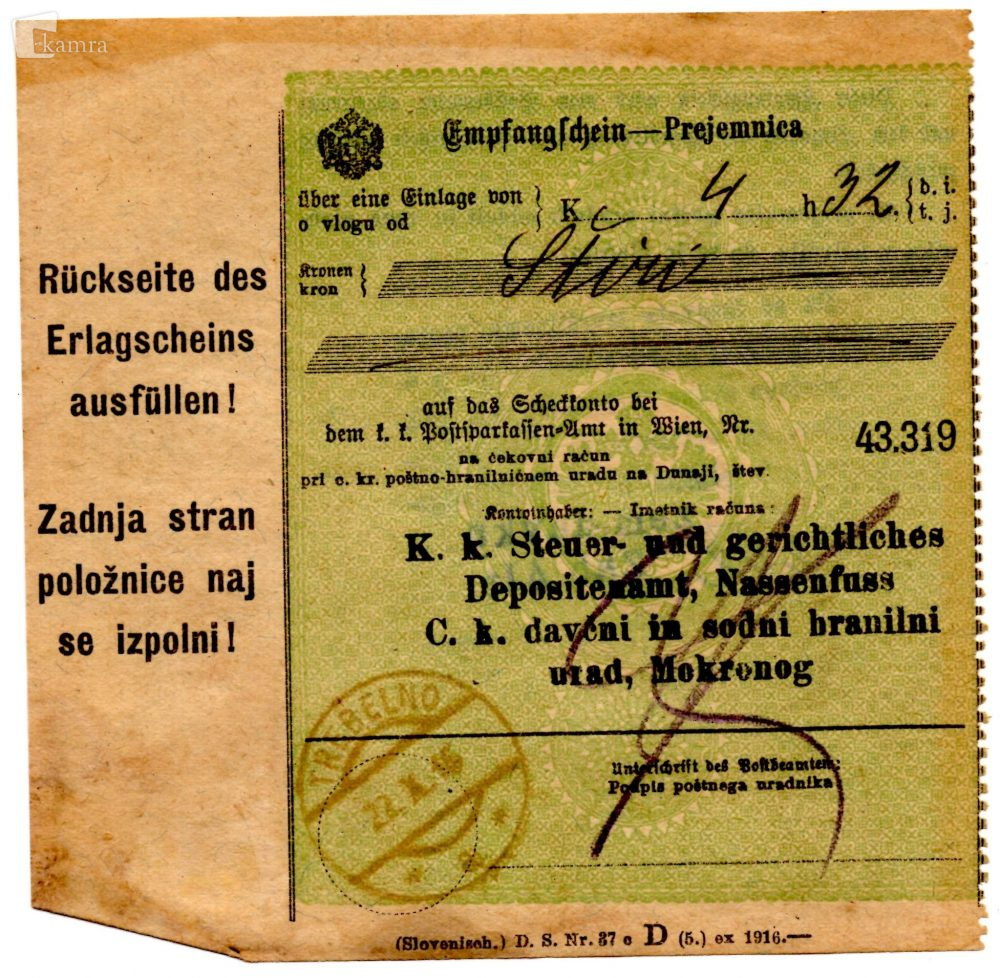 kamra
Empfangschein—Prejemnica
über eine Einlage von } K 4 h 32. { d. i.
o vlogu od t. j.
Kronen {
kron Štiri
Rückseite des
Erlagscheins
ausfüllen!
Zadnja stran
položnice naj
se izpolni!
auf das Scheckkonto bei
dem k. k. Postsparkassen-Amt in Wien, Nr.
43.319
na čekovni račun
pri c. kr. poštno-hranilničnem uradu na Dunaji, štev.
Kontoinhaber: — Imetnik računa:
K. k. Steuer- und gerichtliches
Depositenamt, Nassenfuss
C. k. davčni in sodni branilni
urad, Mokronog
TREBELNO
Unterschrift des Postbeamten:
Podpis poštnega uradnika
(Slovenisch.) D. S. Nr. 37 c D (5.) ex 1916.—